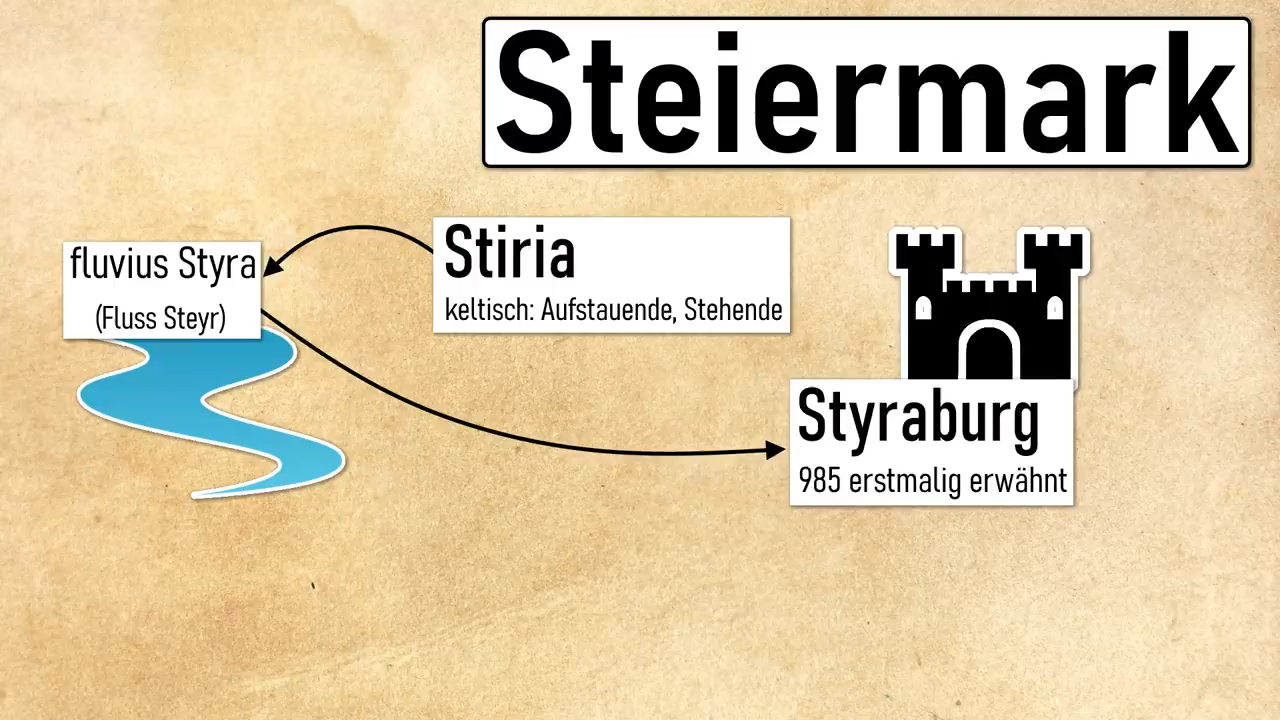 Steiermark
fluvius Styra
(Fluss Steyr)
Stiria
keltisch: Aufstauende, Stehende
Styraburg
985 erstmalig erwähnt